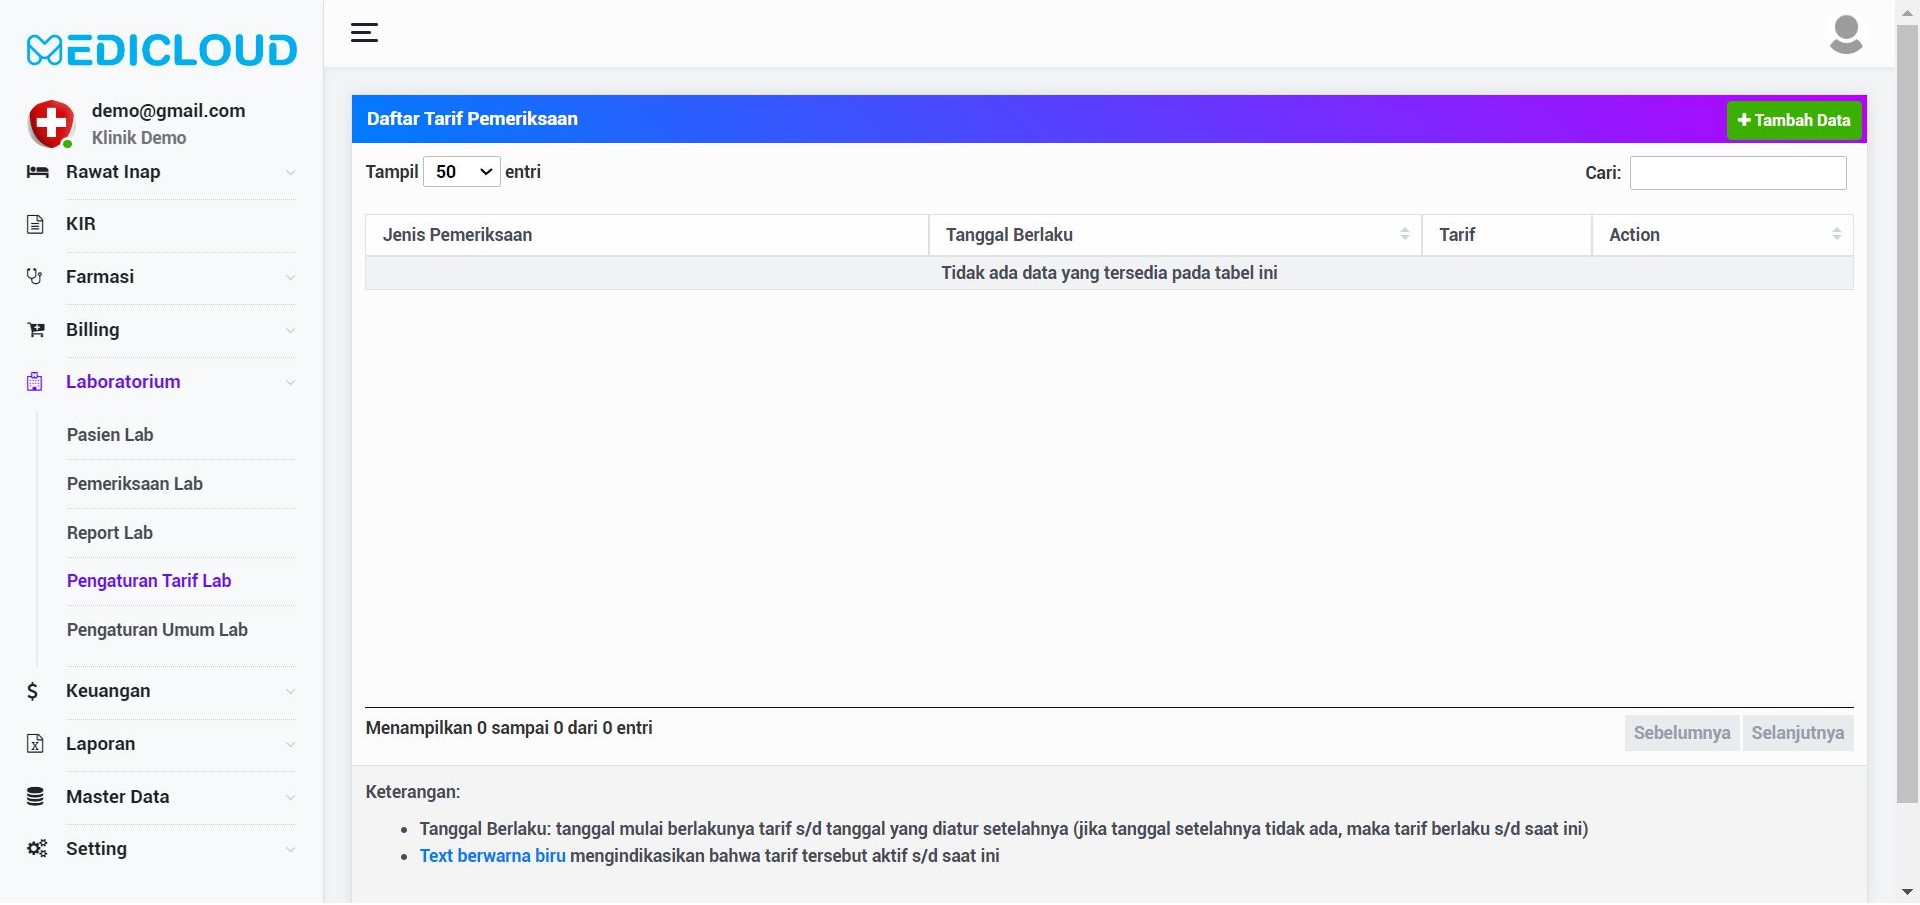 MEDICLOUD
demo@gmail.com
Klinik Demo
Rawat Inap
KIR
Farmasi
Billing
Laboratorium
Pasien Lab
Pemeriksaan Lab
Report Lab
Pengaturan Tarif Lab
Pengaturan Umum Lab
Keuangan
Laporan
Master Data
Setting
Daftar Tarif Pemeriksaan
Tambah Data
Tampil 50 entri
Cari:
Jenis Pemeriksaan Tanggal Berlaku Tarif Action
Tidak ada data yang tersedia pada tabel ini
Menampilkan 0 sampai 0 dari 0 entri
Sebelumnya Selanjutnya
Keterangan:
• Tanggal Berlaku: tanggal mulai berlakunya tarif s/d tanggal yang diatur setelahnya (jika tanggal setelahnya tidak ada, maka tarif berlaku s/d saat ini)
• Text berwarna biru mengindikasikan bahwa tarif tersebut aktif s/d saat ini